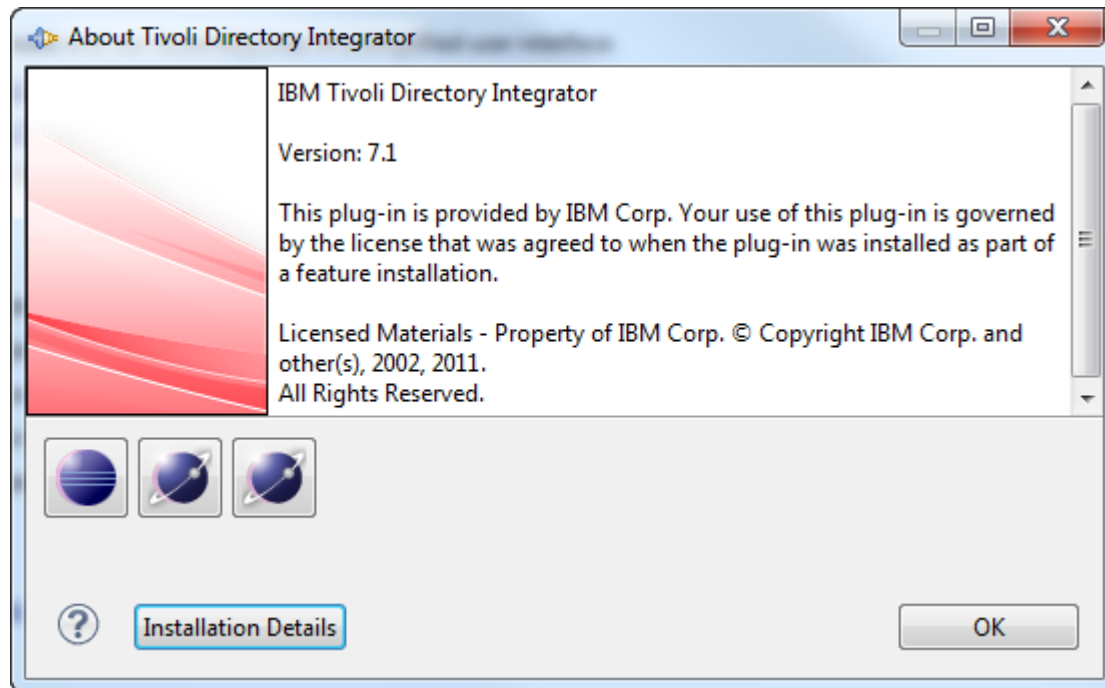 About Tivoli Directory Integrator
IBM Tivoli Directory Integrator
Version: 7.1
This plug-in is provided by IBM Corp. Your use of this plug-in is governed
by the license that was agreed to when the plug-in was installed as part of
a feature installation.
Licensed Materials - Property of IBM Corp. © Copyright IBM Corp. and
other(s), 2002, 2011.
All Rights Reserved.
?
Installation Details
OK